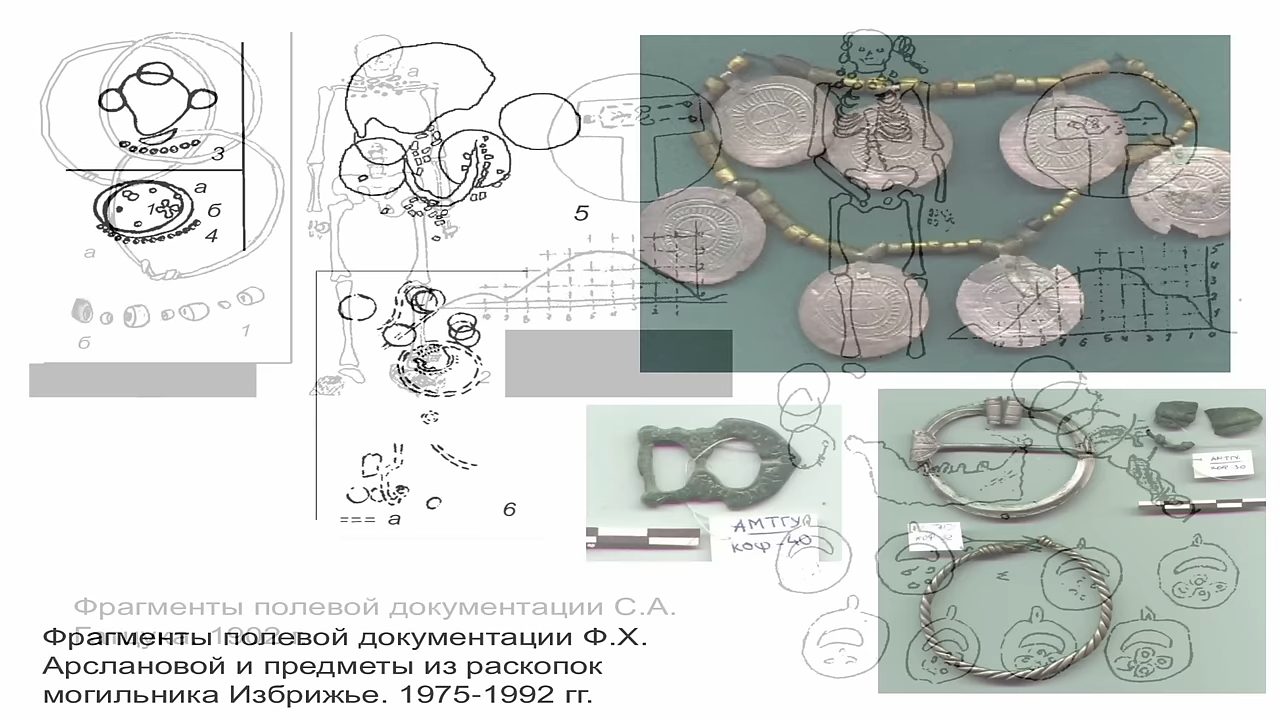 3
а
б
4
а
1
б
5
2
а
6
АМТГУ
КОФ-40
АМТГУ
КОФ-30
Фрагменты полевой документации С.А.
Фрагменты полевой документации Ф.Х.
Арслановой и предметы из раскопок
могильника Избрижье. 1975-1992 гг.